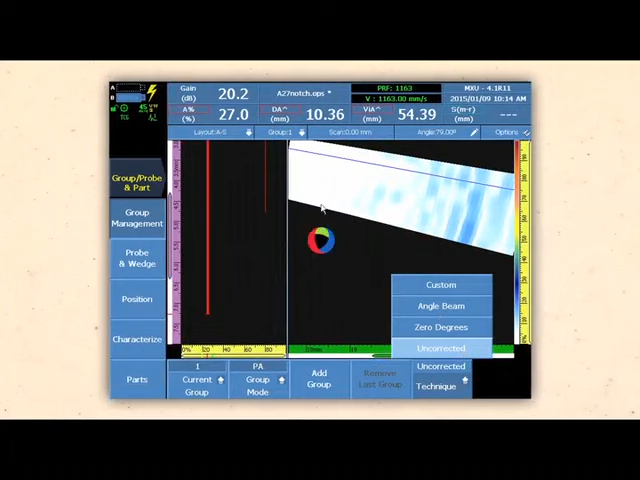 Gain
(dB)
20.2
A27notch.ops *
PRF: 1163
V : 1163.00 mm/s
MXU - 4.1R11
2015/01/09 10:14 AM
A%
(%)
27.0
DA^
(mm)
10.36
ViA^
(mm)
54.39
S(m-r)
(mm)
---
Layout:A-S
Group:1
Scan:0.00 mm
Angle:79.00º
Options
Group/Probe
& Part
Group
Management
Probe
& Wedge
Position
Characterize
Parts
Custom
Angle Beam
Zero Degrees
Uncorrected
1
Current
Group
PA
Group
Mode
Add
Group
Remove
Last Group
Uncorrected
Technique